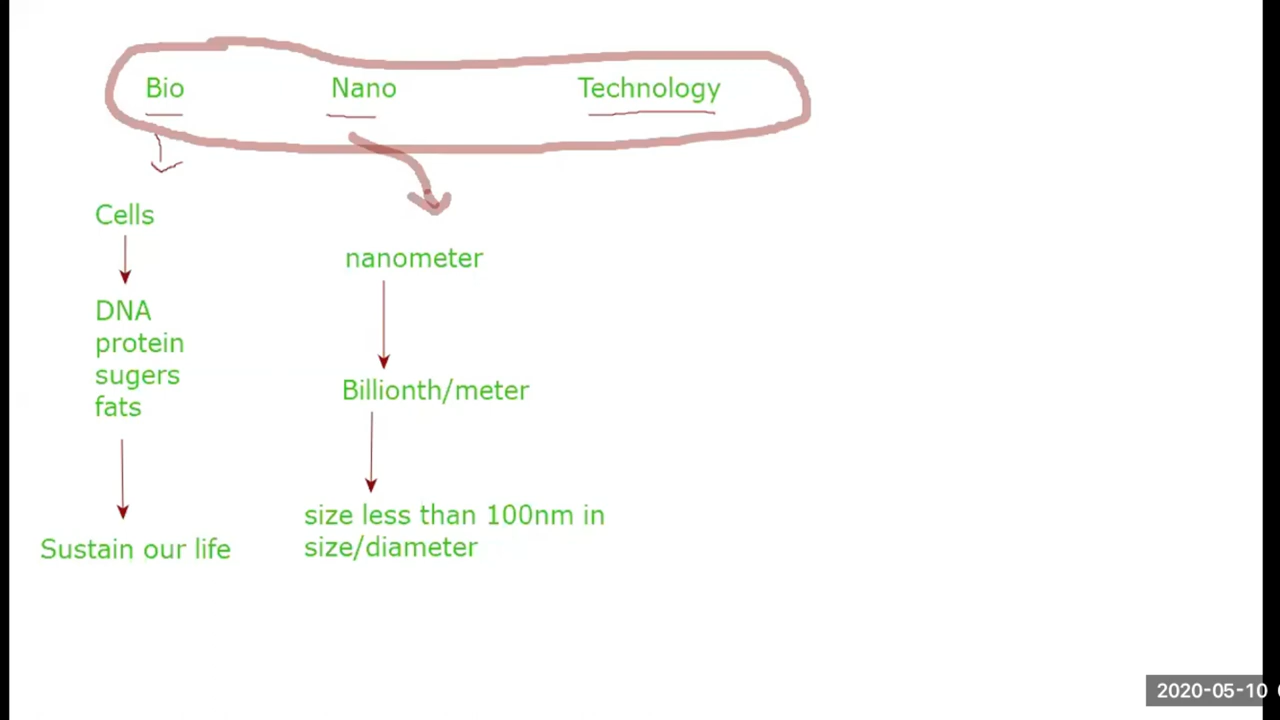 Bio Nano Technology
Cells
DNA
protein
sugers
fats
Sustain our life
nanometer
Billionth/meter
size less than 100nm in
size/diameter
2020-05-10